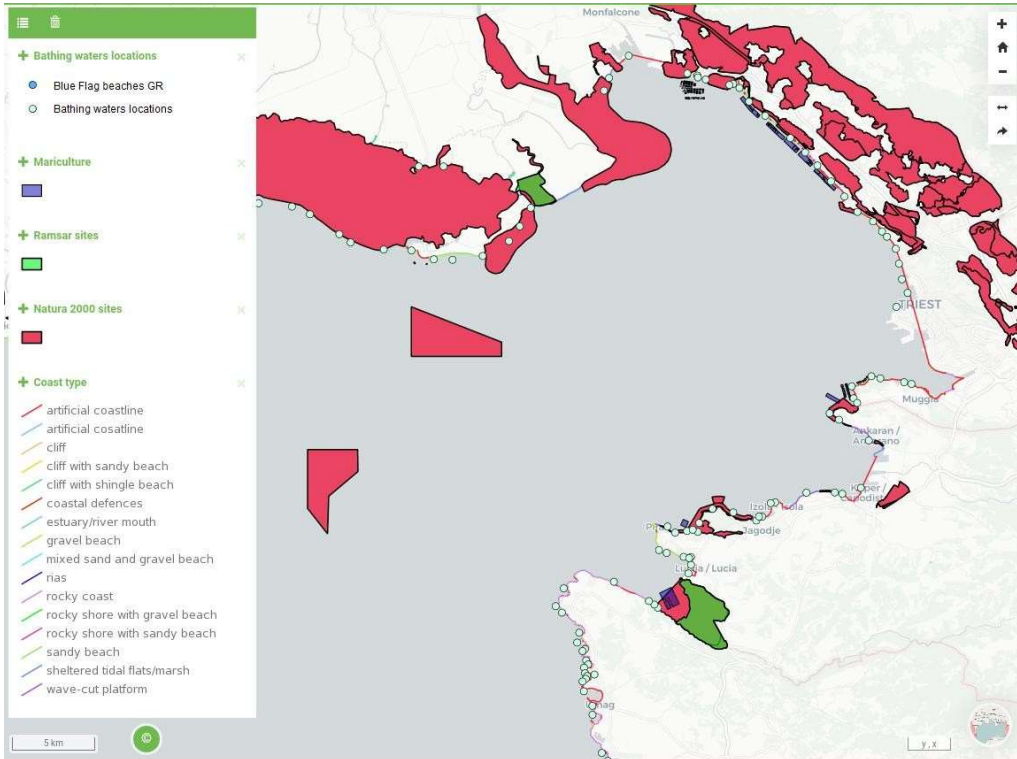 Bathing waters locations
Blue Flag beaches GR
Bathing waters locations
Mariculture
Ramsar sites
Natura 2000 sites
Coast type
artificial coastline
artificial cosatline
cliff
cliff with sandy beach
cliff with shingle beach
coastal defences
estuary/river mouth
gravel beach
mixed sand and gravel beach
rias
rocky coast
rocky shore with gravel beach
rocky shore with sandy beach
sandy beach
sheltered tidal flats/marsh
wave-cut platform
5 km
©
Monfalcone
TRIEST
Muggia
Ankaran /
Izola / Isola
Jagodje
Lucija / Lucia
y , x